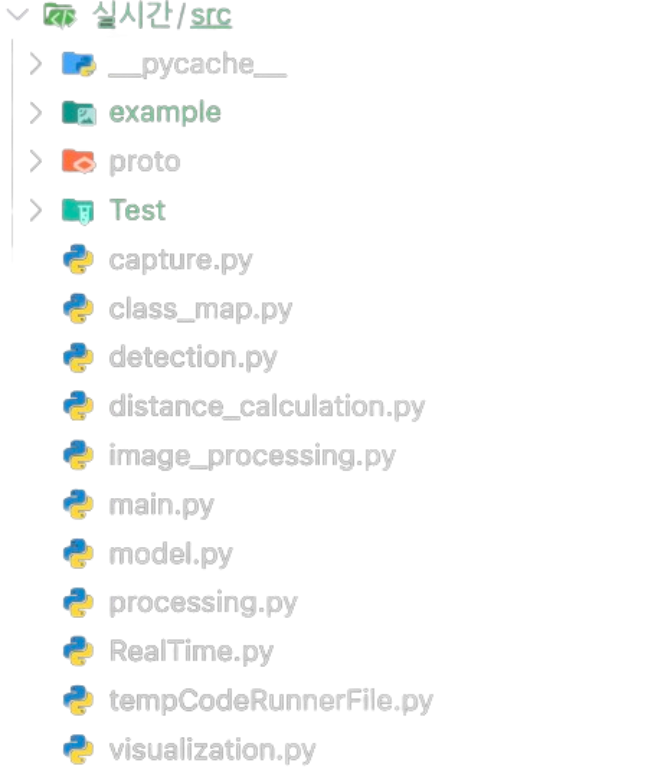 실시간/src
__pycache__
example
proto
Test
capture.py
class_map.py
detection.py
distance_calculation.py
image_processing.py
main.py
model.py
processing.py
RealTime.py
tempCodeRunnerFile.py
visualization.py